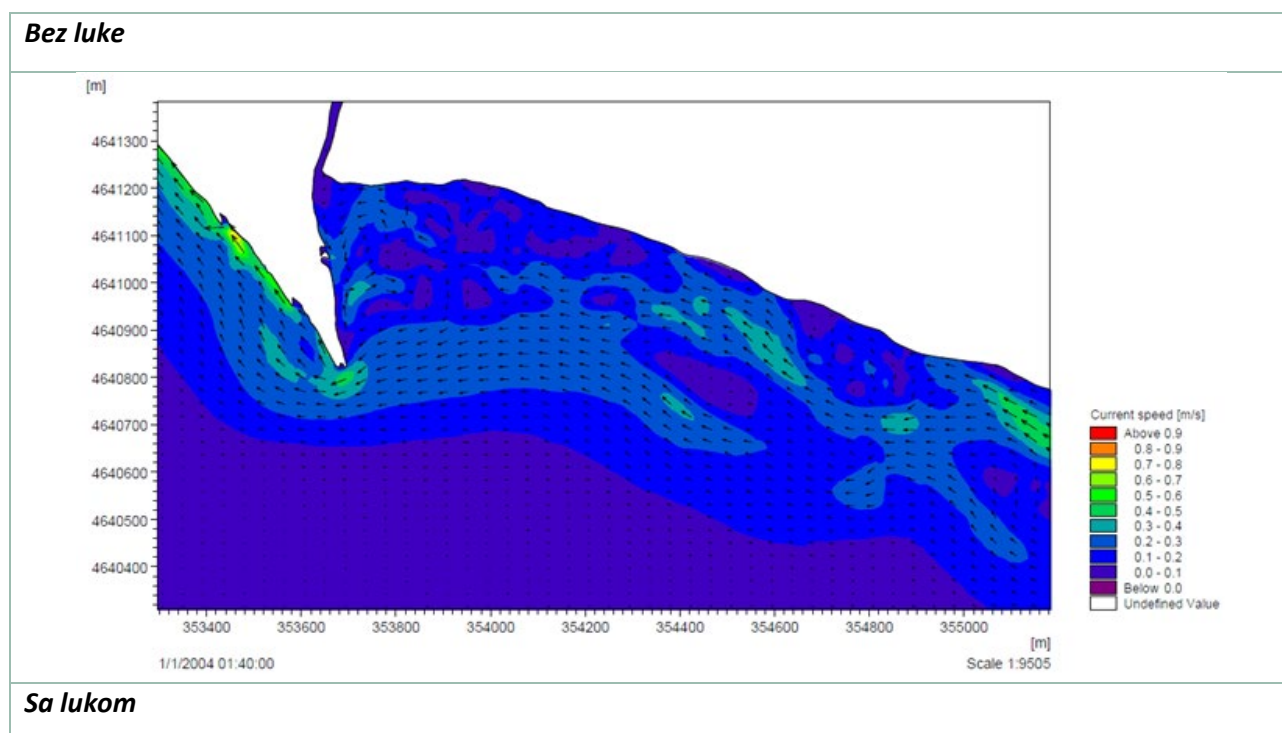 Bez luke
[m]
4641300
4641200
4641100
4641000
4640900
4640800
4640700
4640600
4640500
4640400
353400 353600 353800 354000 354200 354400 354600 354800 355000
[m]
1/1/2004 01:40:00
Scale 1:9505
Current speed [m/s]
Above 0.9
0.8 - 0.9
0.7 - 0.8
0.6 - 0.7
0.5 - 0.6
0.4 - 0.5
0.3 - 0.4
0.2 - 0.3
0.1 - 0.2
0.0 - 0.1
Below 0.0
Undefined Value
Sa lukom